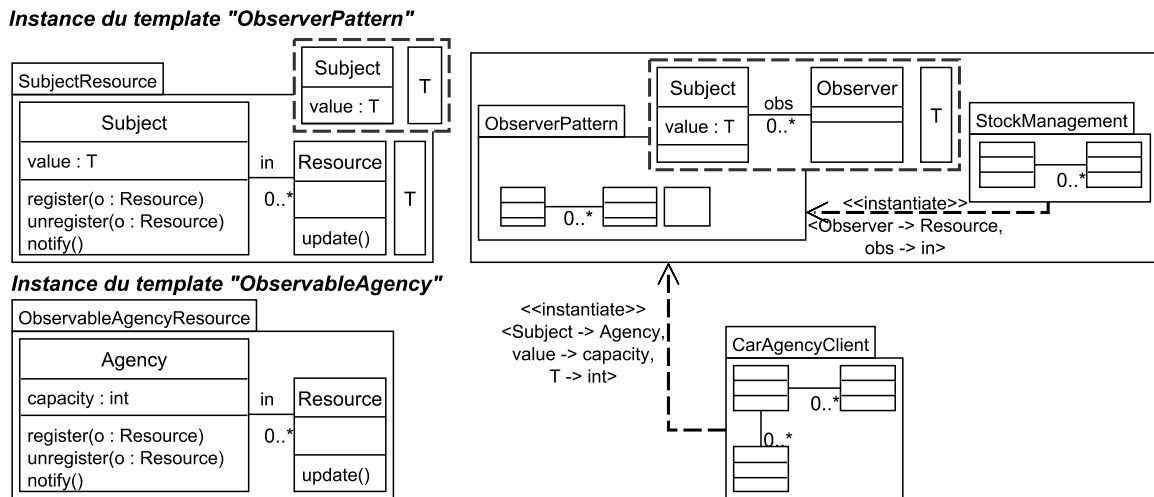 Instance du template "ObserverPattern"
SubjectResource
Subject
value : T
T
Subject
value : T
register(o : Resource)
unregister(o : Resource)
notify()
in
0..*
Resource
update()
T
Instance du template "ObservableAgency"
ObservableAgencyResource
Agency
capacity : int
register(o : Resource)
unregister(o : Resource)
notify()
in
0..*
Resource
update()
ObserverPattern
Subject
value : T
obs
0..*
Observer
T
0..*
StockManagement
0..*
<<instantiate>>
<Observer -> Resource,
obs -> in>
<<instantiate>>
<Subject -> Agency,
value -> capacity,
T -> int>
CarAgencyClient
0..*
0..*